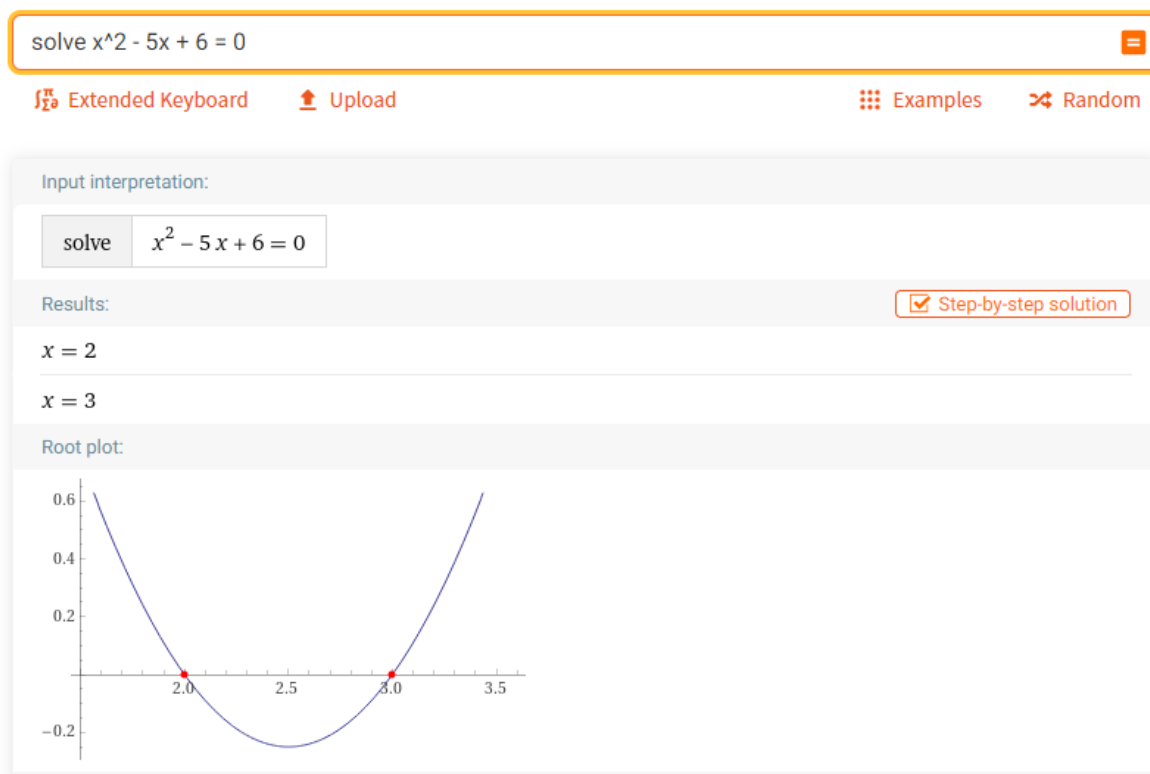 solve x^2 - 5x + 6 = 0
Extended Keyboard Upload Examples Random
Input interpretation:
solve x² − 5 x + 6 = 0
Results: Step-by-step solution
x = 2
x = 3
Root plot:
0.6
0.4
0.2
2.0 2.5 3.0 3.5
−0.2